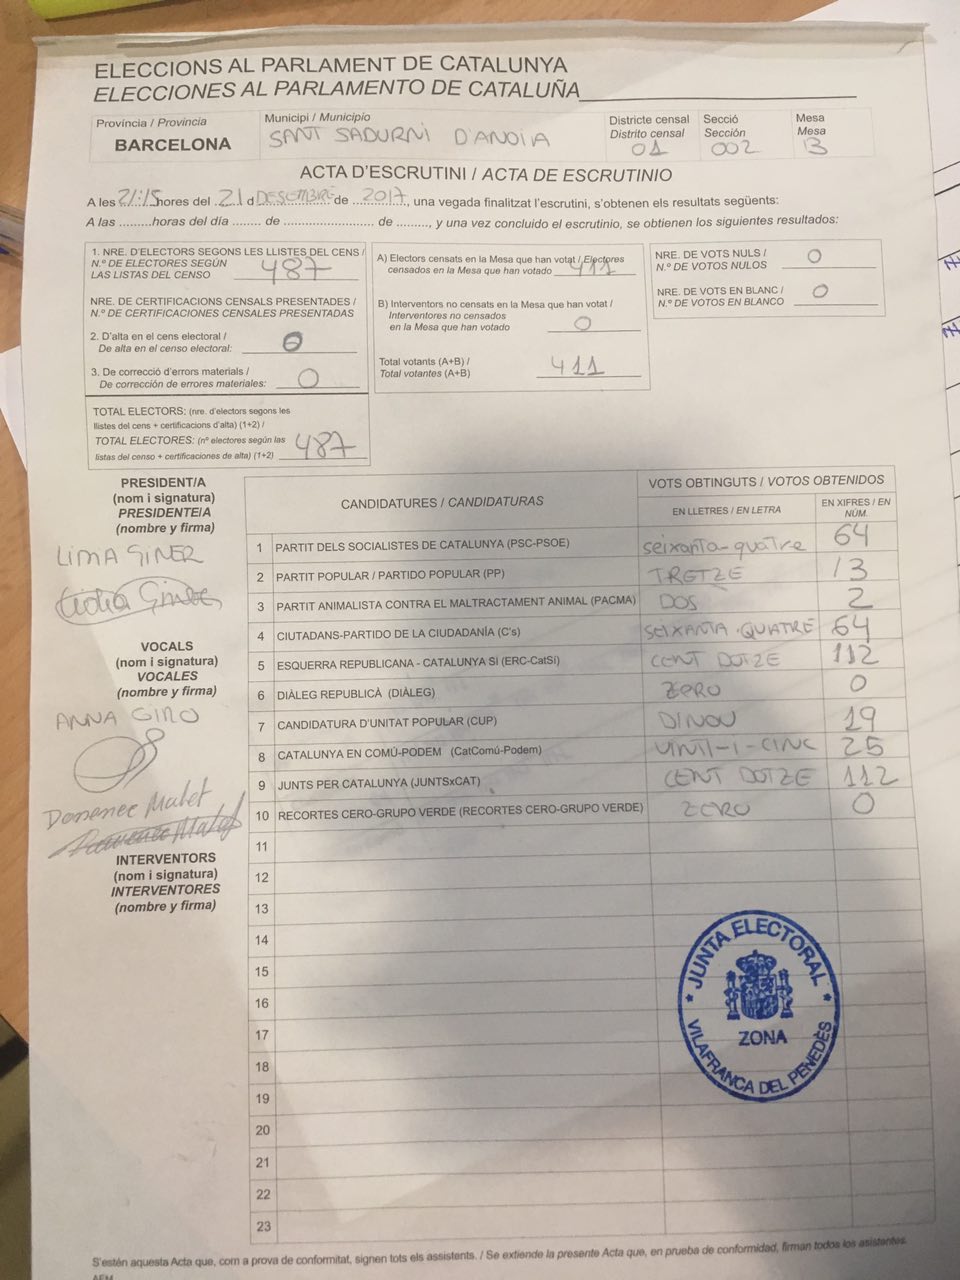 ELECCIONS AL PARLAMENT DE CATALUNYA
ELECCIONES AL PARLAMENTO DE CATALUÑA
Província / Provincia
BARCELONA
Municipi / Municipio
SANT SADURNI D'ANOIA
Districte censal
Distrito censal
01
Secció
Sección
002
Mesa
Mesa
B
ACTA D'ESCRUTINI / ACTA DE ESCRUTINIO
A les 21:15 hores del 21 d DESEMBRE de 2017, una vegada finalitzat l'escrutini, s'obtenen els resultats següents:
A las .........horas del día ........ de ........................ de ........., y una vez concluido el escrutinio, se obtienen los siguientes resultados:
1. NRE. D'ELECTORS SEGONS LES LLISTES DEL CENS /
N.º DE ELECTORES SEGÚN
LAS LISTAS DEL CENSO 487
NRE. DE CERTIFICACIONS CENSALS PRESENTADES /
N.º DE CERTIFICACIONES CENSALES PRESENTADAS
2. D'alta en el cens electoral /
De alta en el censo electoral: 0
3. De correcció d'errors materials /
De corrección de errores materiales: 0
TOTAL ELECTORS: (nre. d'electors segons les
llistes del cens + certificacions d'alta) (1+2) /
TOTAL ELECTORES: (nº electores según las
listas del censo + certificaciones de alta) (1+2) 487
A) Electors censats en la Mesa que han votat / Electores
censados en la Mesa que han votado 411
B) Interventors no censats en la Mesa que han votat /
Interventores no censados
en la Mesa que han votado 0
Total votants (A+B) /
Total votantes (A+B) 411
NRE. DE VOTS NULS /
N.º DE VOTOS NULOS 0
NRE. DE VOTS EN BLANC /
N.º DE VOTOS EN BLANCO 0
PRESIDENT/A
(nom i signatura)
PRESIDENTE/A
(nombre y firma)
LIMA GINER
VOCALS
(nom i signatura)
VOCALES
(nombre y firma)
ANNA GIRO
Domenec Malet
INTERVENTORS
(nom i signatura)
INTERVENTORES
(nombre y firma)
CANDIDATURES / CANDIDATURAS
VOTS OBTINGUTS / VOTOS OBTENIDOS
EN LLETRES / EN LETRA
EN XIFRES / EN
NÚM.
1 PARTIT DELS SOCIALISTES DE CATALUNYA (PSC-PSOE) seixanta-quatre 64
2 PARTIT POPULAR / PARTIDO POPULAR (PP) TRETZE 13
3 PARTIT ANIMALISTA CONTRA EL MALTRACTAMENT ANIMAL (PACMA) DOS 2
4 CIUTADANS-PARTIDO DE LA CIUDADANÍA (C's) SEIXANTA-QUATRE 64
5 ESQUERRA REPUBLICANA - CATALUNYA SÍ (ERC-CatSí) CENT DOTZE 112
6 DIÀLEG REPUBLICÀ (DIÀLEG) ZERO 0
7 CANDIDATURA D'UNITAT POPULAR (CUP) DINOU 19
8 CATALUNYA EN COMÚ-PODEM (CatComú-Podem) VINT-I-CINC 25
9 JUNTS PER CATALUNYA (JUNTSxCAT) CENT DOTZE 112
10 RECORTES CERO-GRUPO VERDE (RECORTES CERO-GRUPO VERDE) ZERO 0
11
12
13
14
15
16
17
18
19
20
21
22
23
JUNTA ELECTORAL
ZONA
VILAFRANCA DEL PENEDÈS
S'estén aquesta Acta que, com a prova de conformitat, signen tots els assistents. / Se extiende la presente Acta que, en prueba de conformidad, firman todos los asistentes.